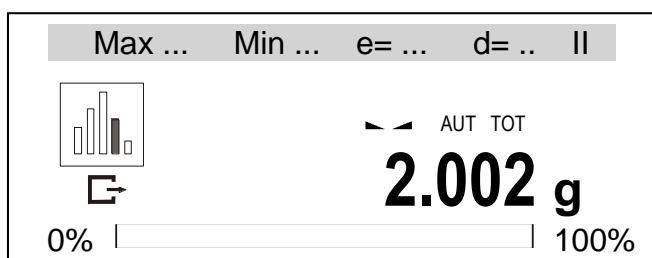 Max ... Min ... e= ... d= .. II
AUT TOT
2.002 g
0% 100%